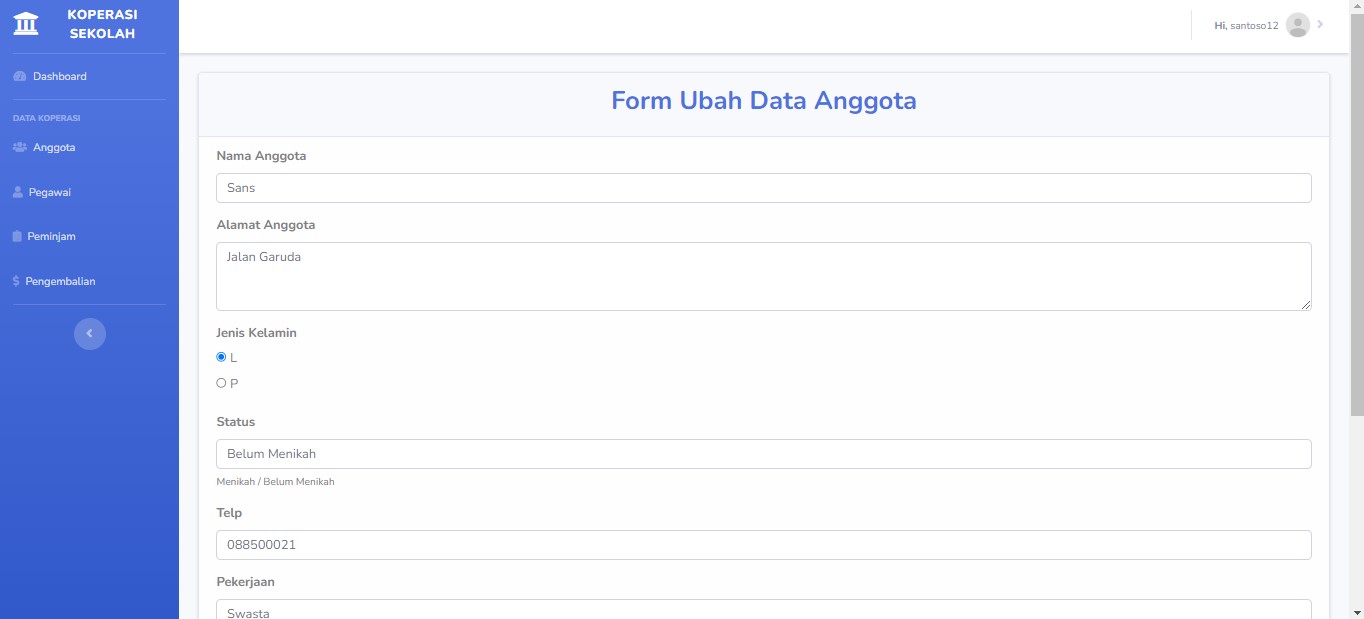 KOPERASI
SEKOLAH
Hi, santoso12
Dashboard
DATA KOPERASI
Anggota
Pegawai
Peminjam
Pengembalian
Form Ubah Data Anggota
Nama Anggota
Sans
Alamat Anggota
Jalan Garuda
Jenis Kelamin
L
P
Status
Belum Menikah
Menikah / Belum Menikah
Telp
088500021
Pekerjaan
Swasta